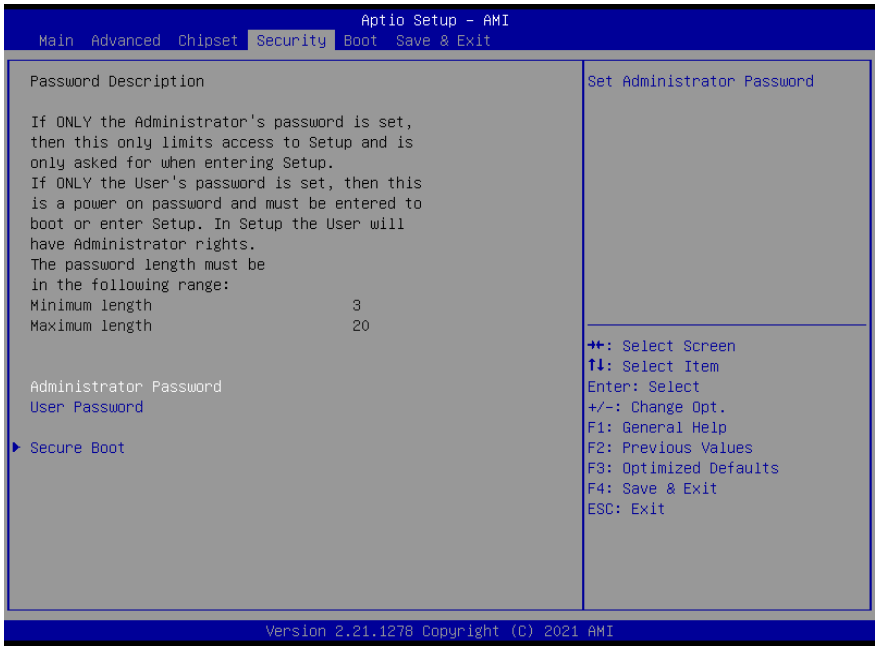 Aptio Setup – AMI
Main Advanced Chipset Security Boot Save & Exit
Password Description
If ONLY the Administrator's password is set,
then this only limits access to Setup and is
only asked for when entering Setup.
If ONLY the User's password is set, then this
is a power on password and must be entered to
boot or enter Setup. In Setup the User will
have Administrator rights.
The password length must be
in the following range:
Minimum length 3
Maximum length 20
Administrator Password
User Password
Secure Boot
Set Administrator Password
→←: Select Screen
↑↓: Select Item
Enter: Select
+/-: Change Opt.
F1: General Help
F2: Previous Values
F3: Optimized Defaults
F4: Save & Exit
ESC: Exit
Version 2.21.1278 Copyright (C) 2021 AMI